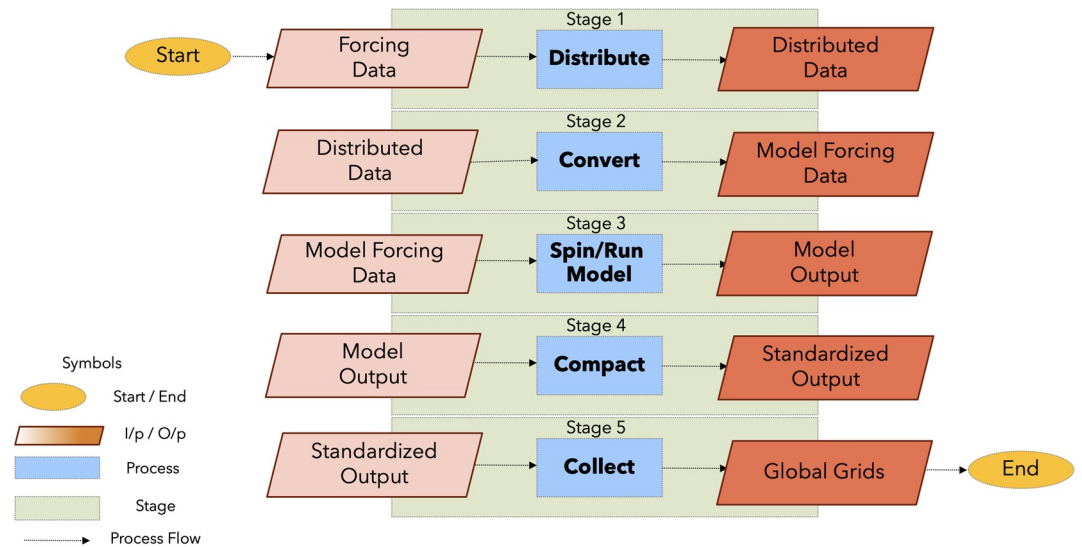 Stage 1
Start
Forcing
Data
Distribute
Distributed
Data
Stage 2
Distributed
Data
Convert
Model Forcing
Data
Stage 3
Model Forcing
Data
Spin/Run
Model
Model
Output
Stage 4
Model
Output
Compact
Standardized
Output
Stage 5
Standardized
Output
Collect
Global Grids
End
Symbols
Start / End
I/p / O/p
Process
Stage
Process Flow